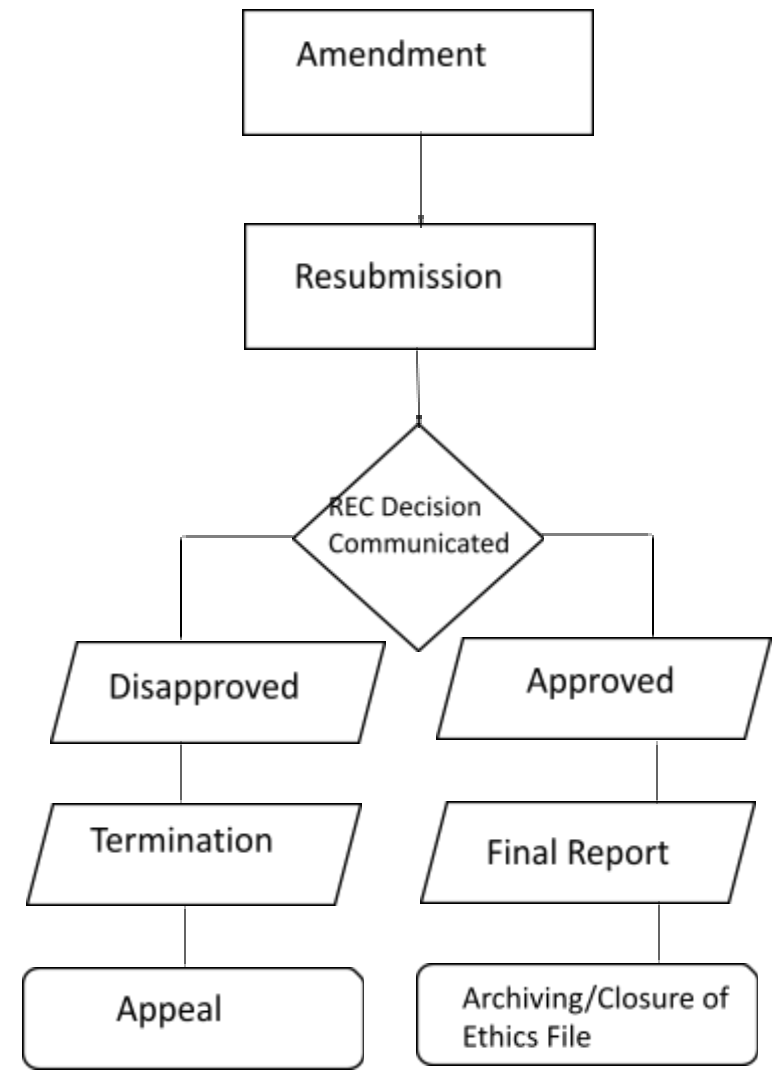 Amendment
Resubmission
REC Decision
Communicated
Disapproved
Approved
Termination
Final Report
Appeal
Archiving/Closure of
Ethics File